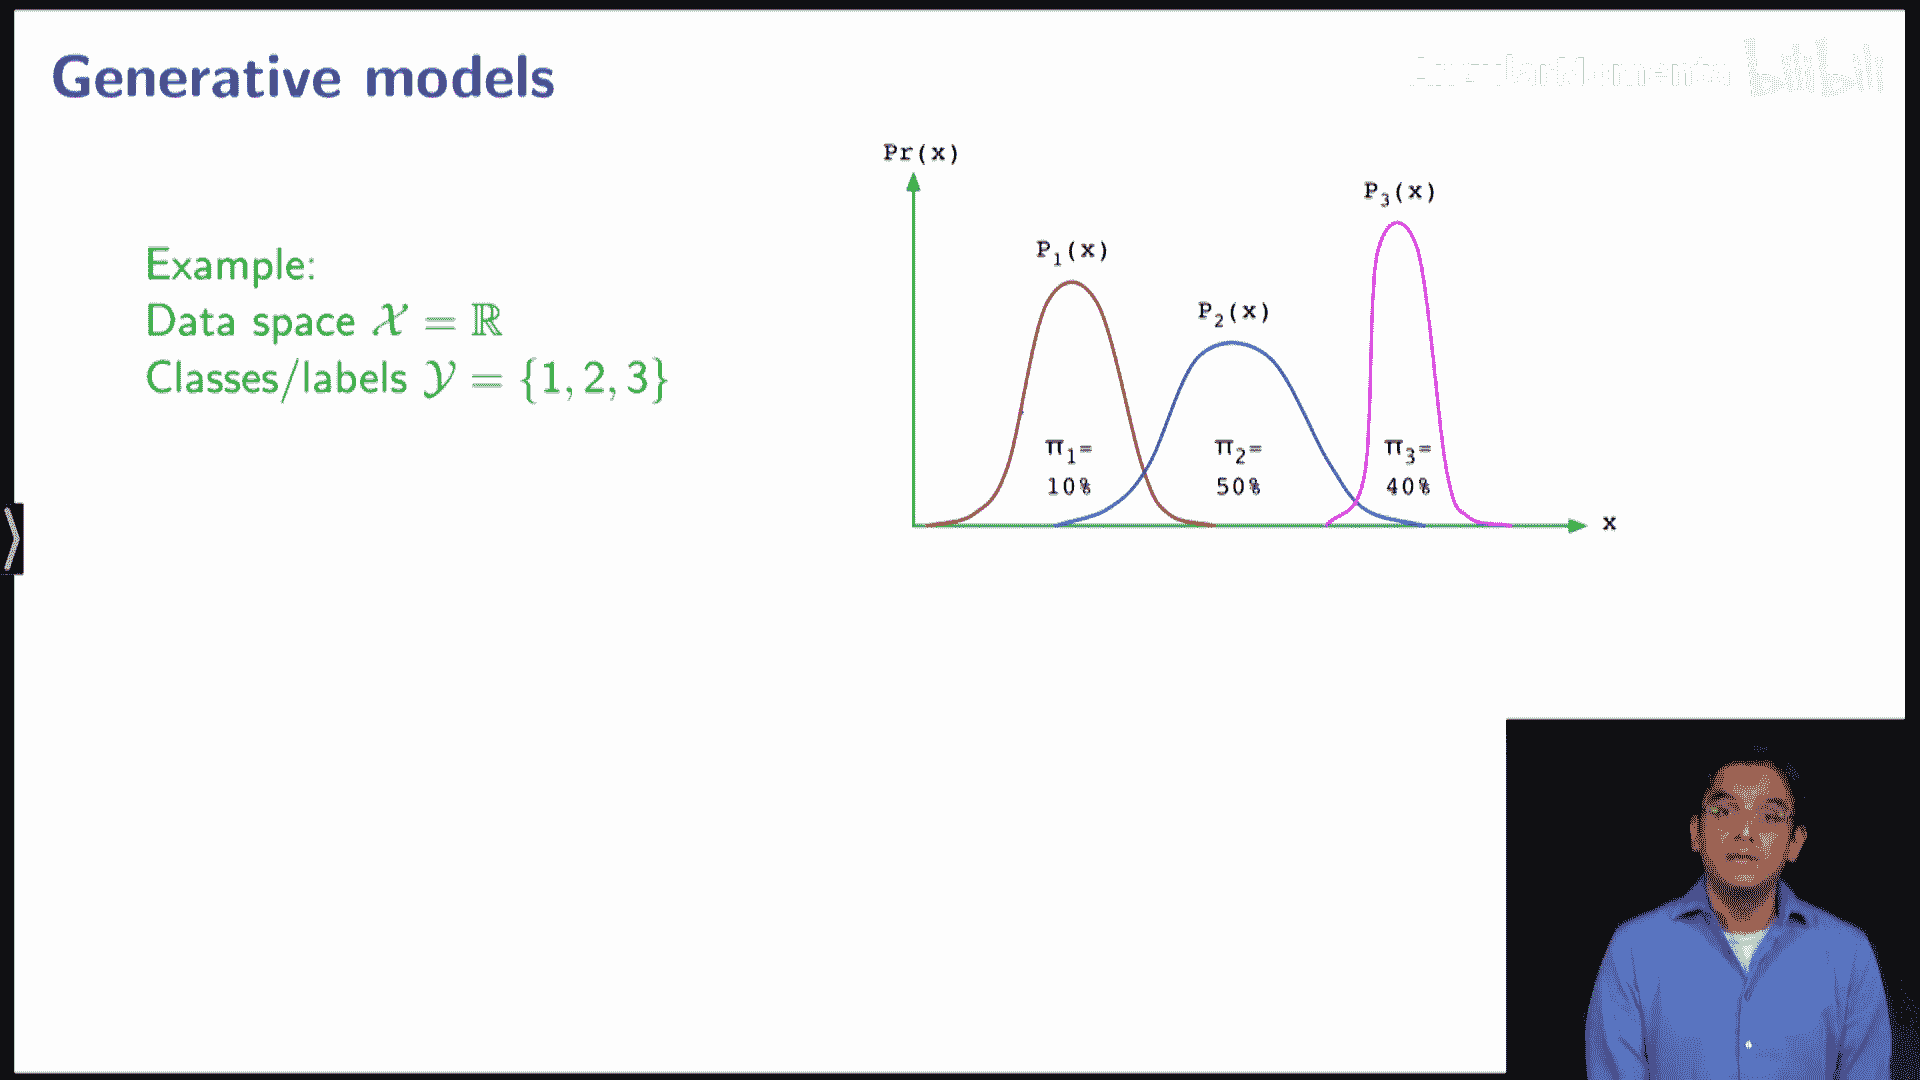 Generative models
bilibili
Example:
Data space 𝒳 = ℝ
Classes/labels 𝒴 = {1, 2, 3}
Pr(x)
P₁(x)
P₂(x)
P₃(x)
π₁=
10%
π₂=
50%
π₃=
40%
x